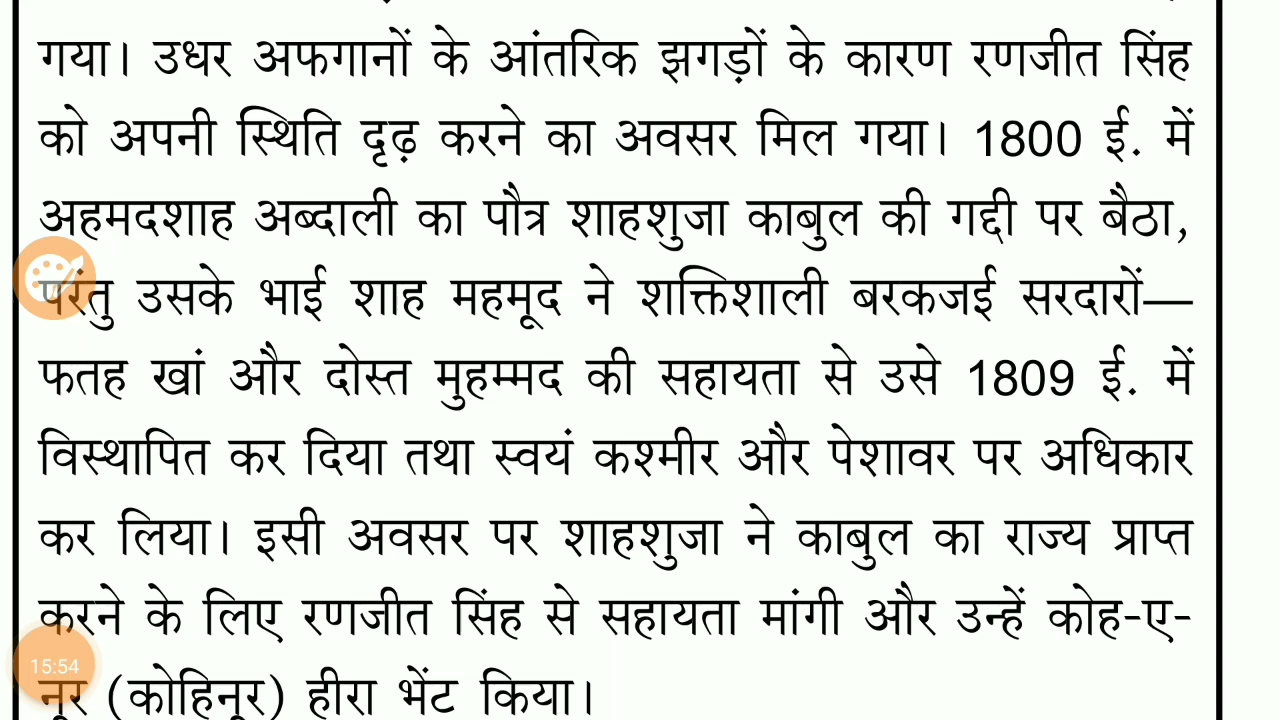 गया। उधर अफगानों के आंतरिक झगड़ों के कारण रणजीत सिंह
को अपनी स्थिति दृढ़ करने का अवसर मिल गया। 1800 ई. में
अहमदशाह अब्दाली का पौत्र शाहशुजा काबुल की गद्दी पर बैठा,
परंतु उसके भाई शाह महमूद ने शक्तिशाली बरकजई सरदारों—
फतह खां और दोस्त मुहम्मद की सहायता से उसे 1809 ई. में
विस्थापित कर दिया तथा स्वयं कश्मीर और पेशावर पर अधिकार
कर लिया। इसी अवसर पर शाहशुजा ने काबुल का राज्य प्राप्त
करने के लिए रणजीत सिंह से सहायता मांगी और उन्हें कोह-ए-
15:54
नूर (कोहिनूर) हीरा भेंट किया।